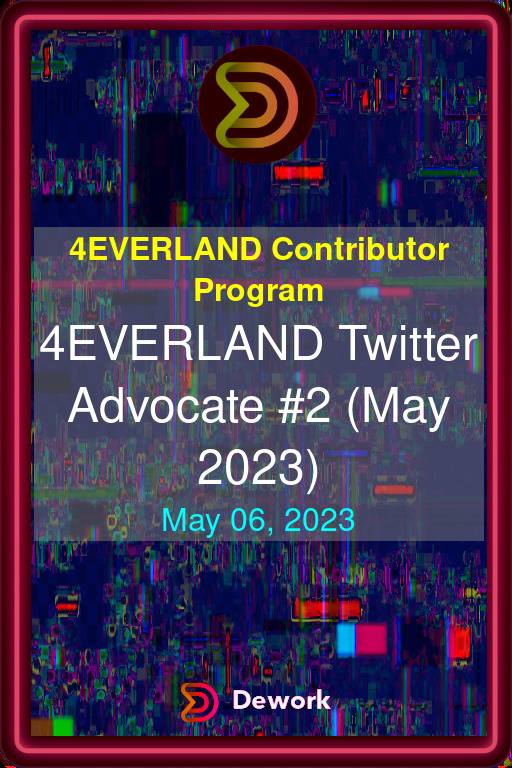 4EVERLAND Contributor
Program
4EVERLAND Twitter
Advocate #2 (May
2023)
May 06, 2023
Dework